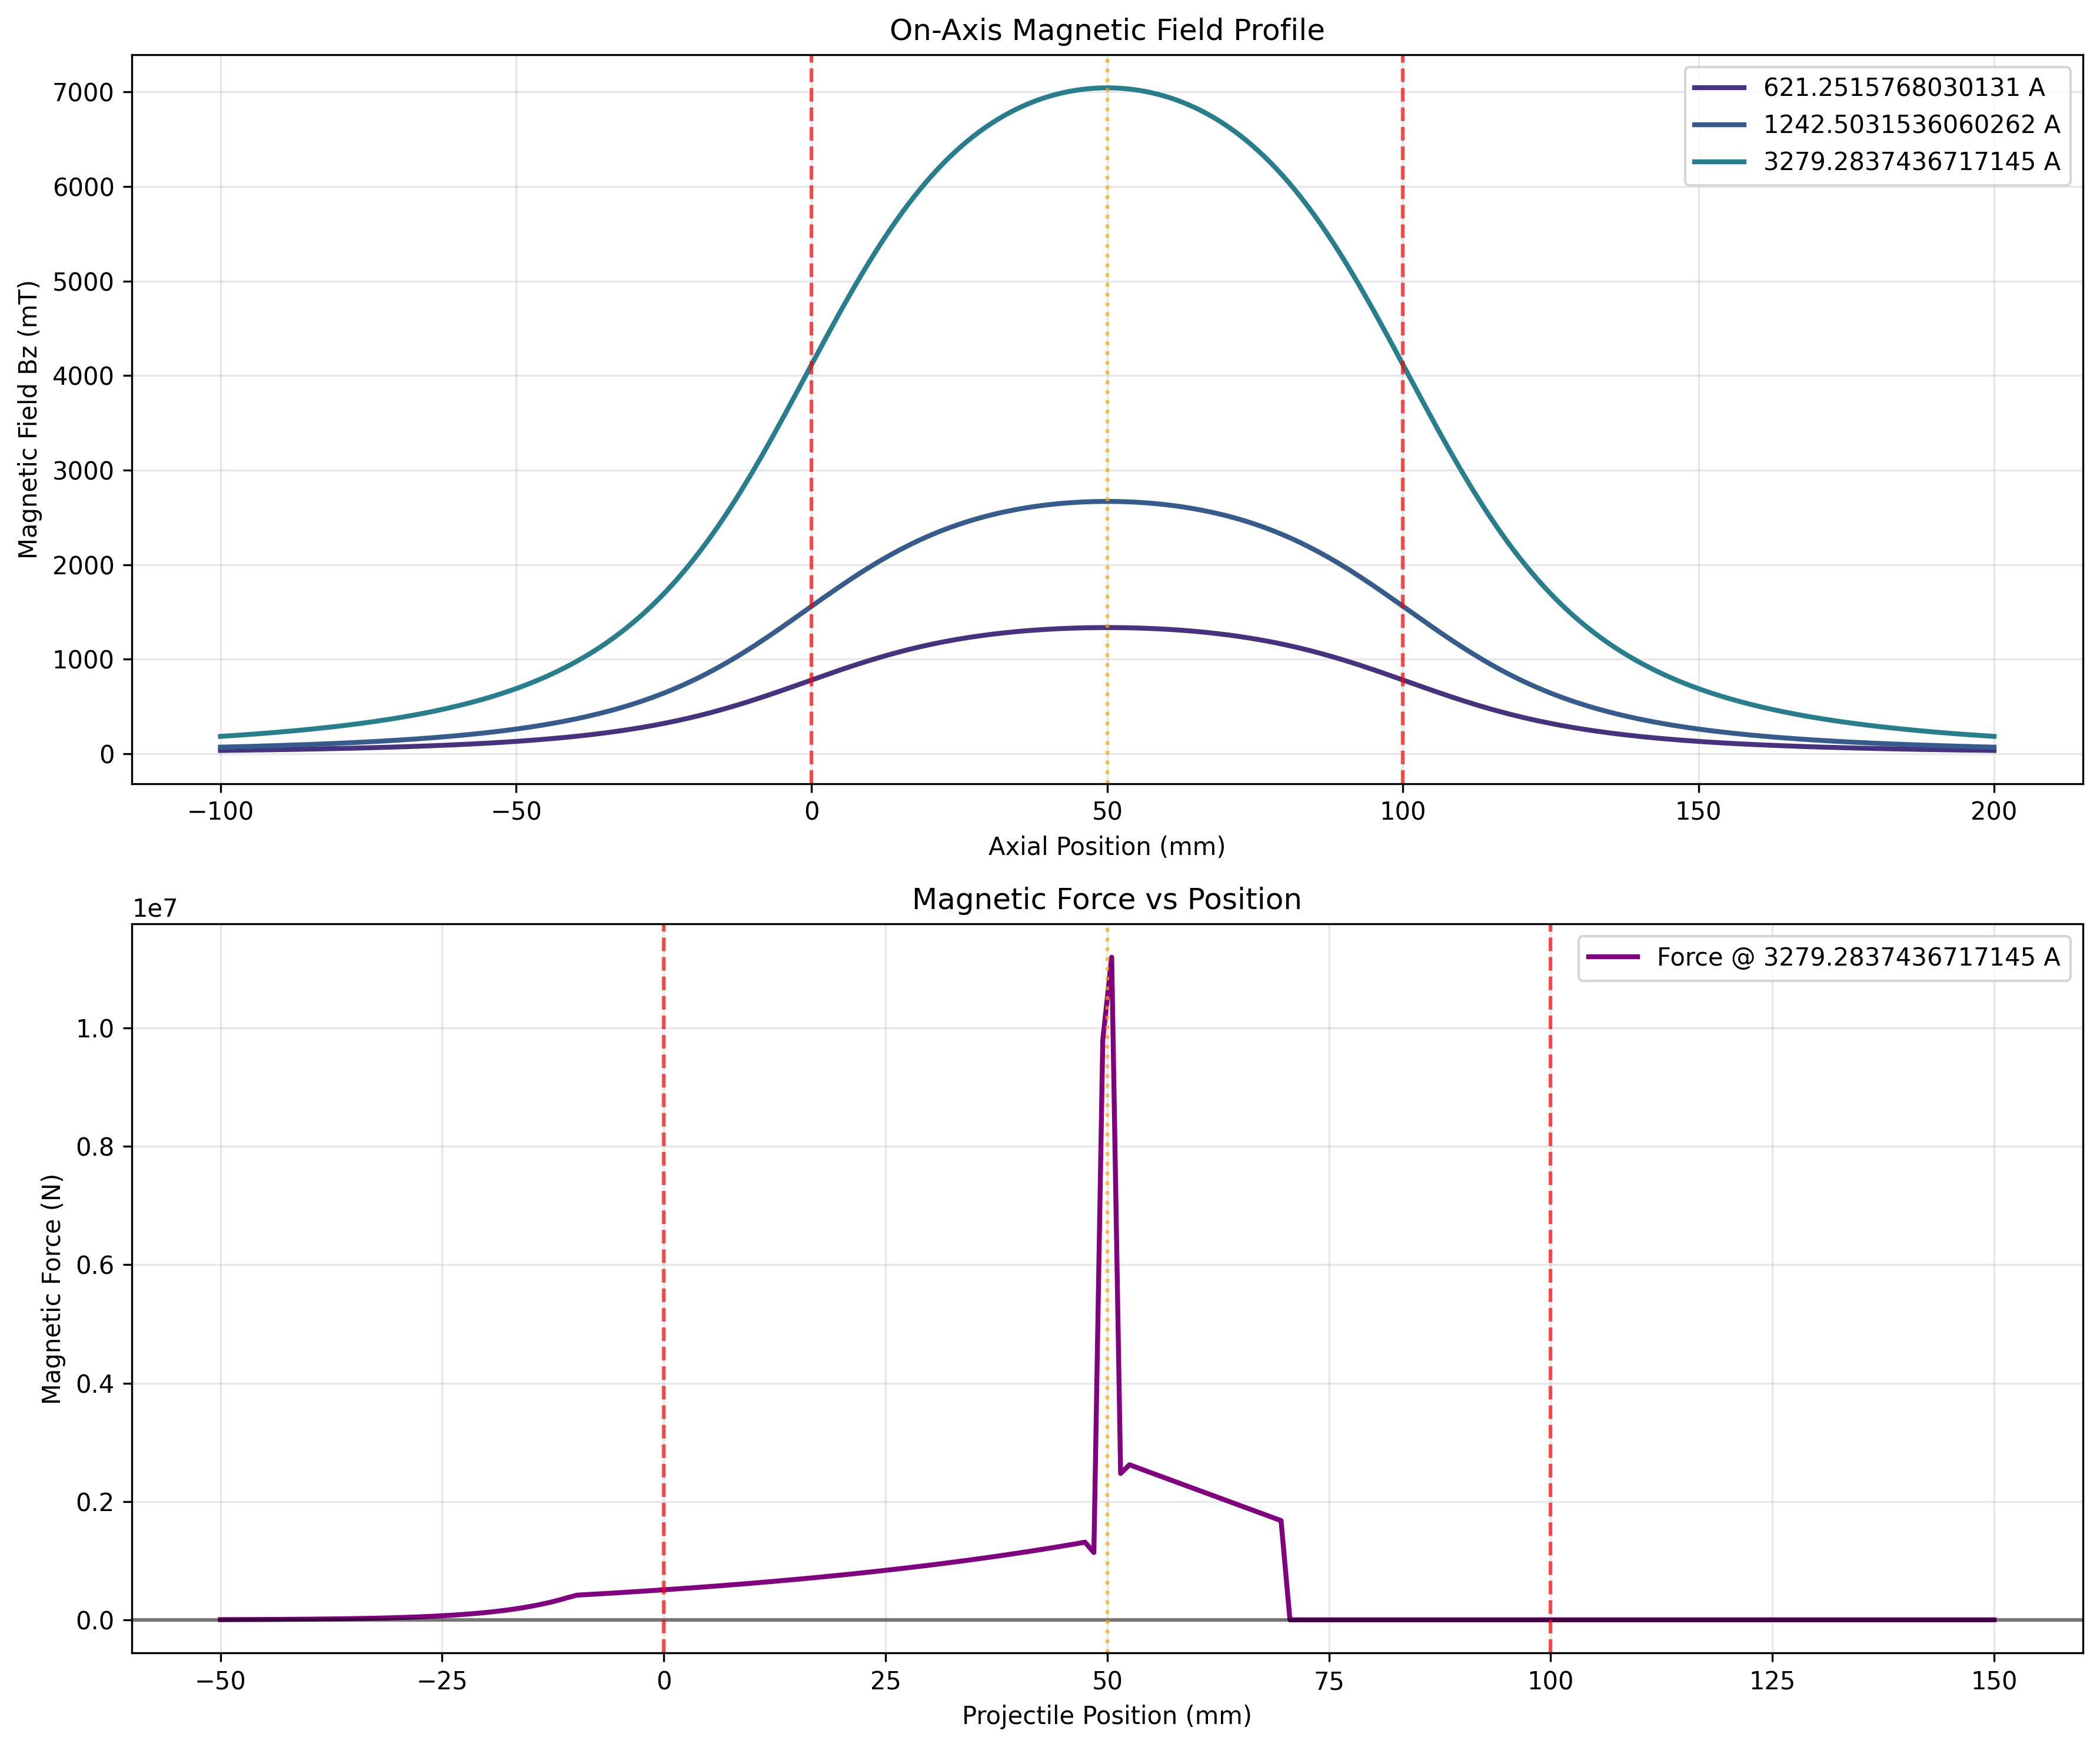 On-Axis Magnetic Field Profile
7000
6000
5000
4000
3000
2000
1000
0
Magnetic Field Bz (mT)
621.2515768030131 A
1242.5031536060262 A
3279.2837436717145 A
−100
−50
0
50
100
150
200
Axial Position (mm)
Magnetic Force vs Position
1e7
1.0
0.8
0.6
0.4
0.2
0.0
Magnetic Force (N)
Force @ 3279.2837436717145 A
−50
−25
0
25
50
75
100
125
150
Projectile Position (mm)